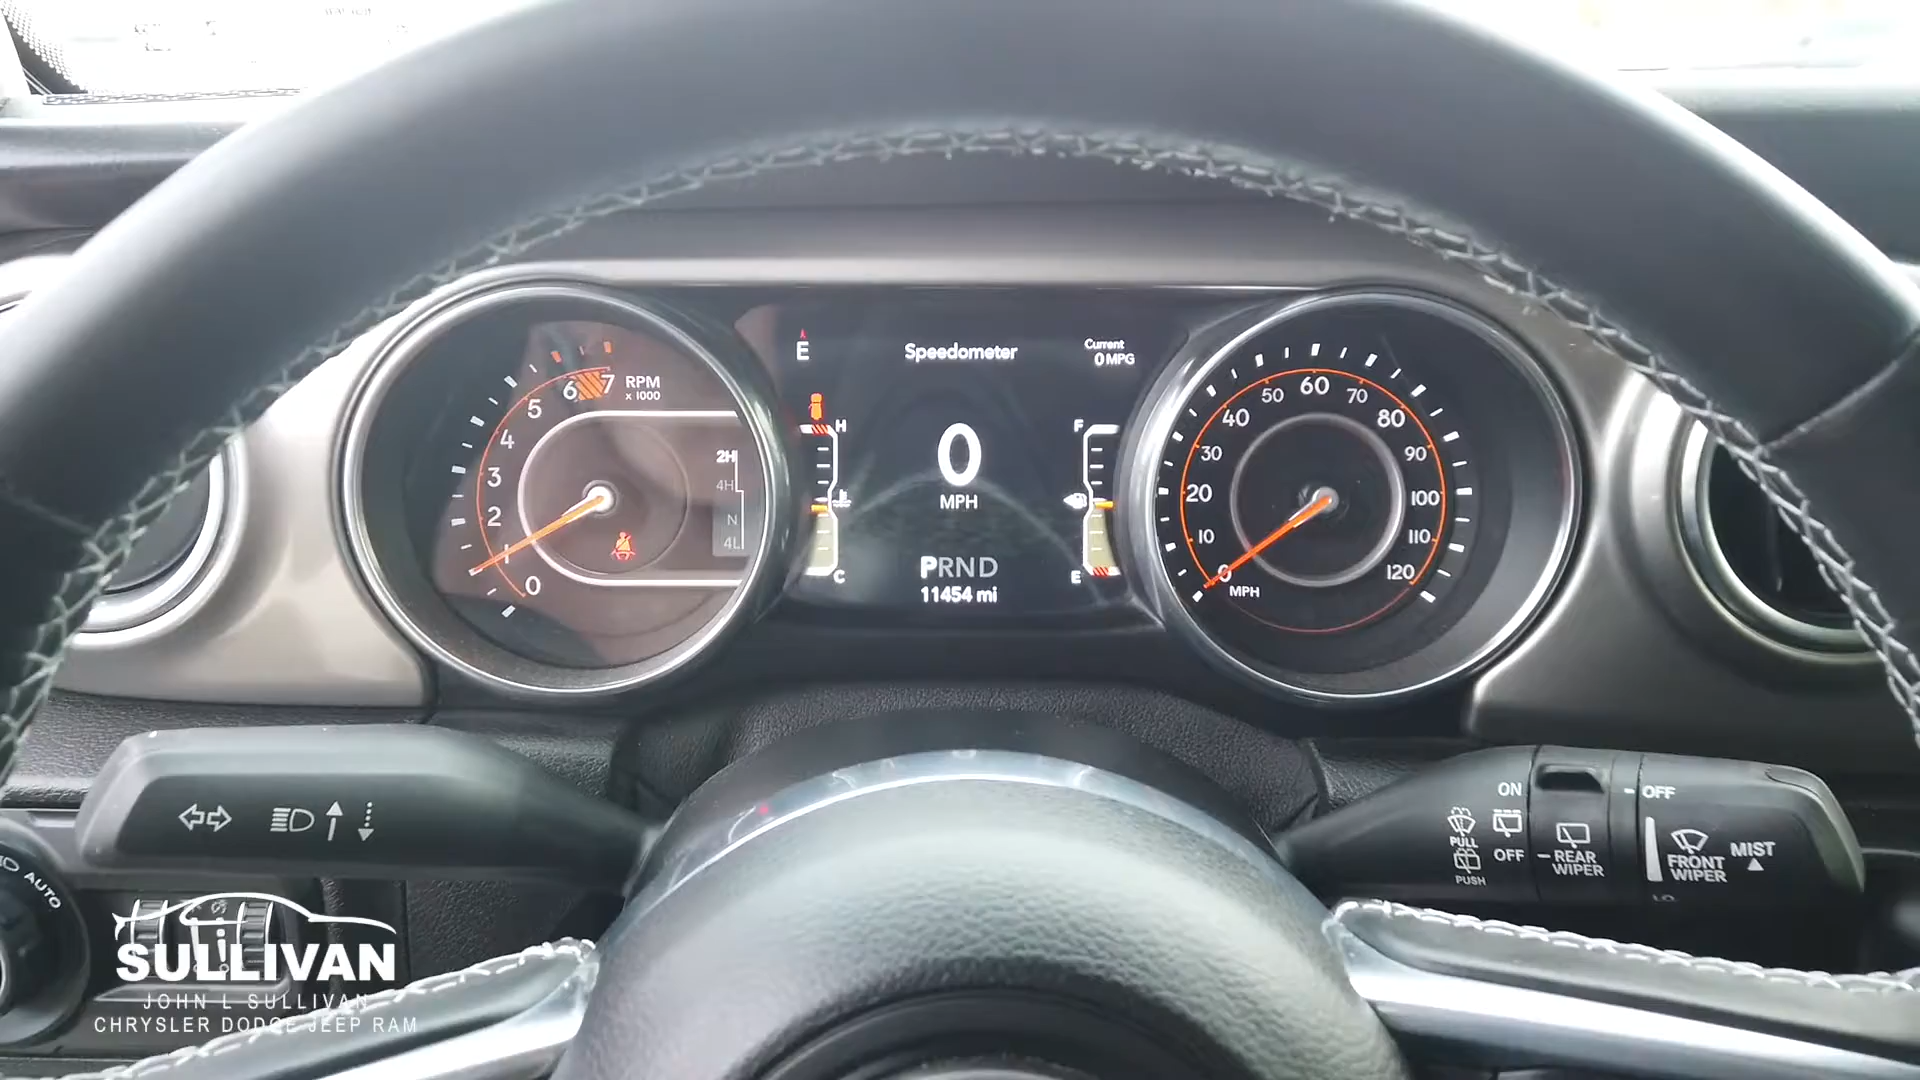 E
Speedometer
Current
0 MPG
0
1
2
3
4
5
6
7
RPM
x 1000
2H
4H
N
4L
H
C
0
MPH
PRND
11454 mi
F
E
0
10
20
30
40
50
60
70
80
90
100
110
120
MPH
AUTO
ON
OFF
PULL
PUSH
REAR
WIPER
OFF
FRONT
WIPER
MIST
LO
SULLIVAN
JOHN L SULLIVAN
CHRYSLER DODGE JEEP RAM